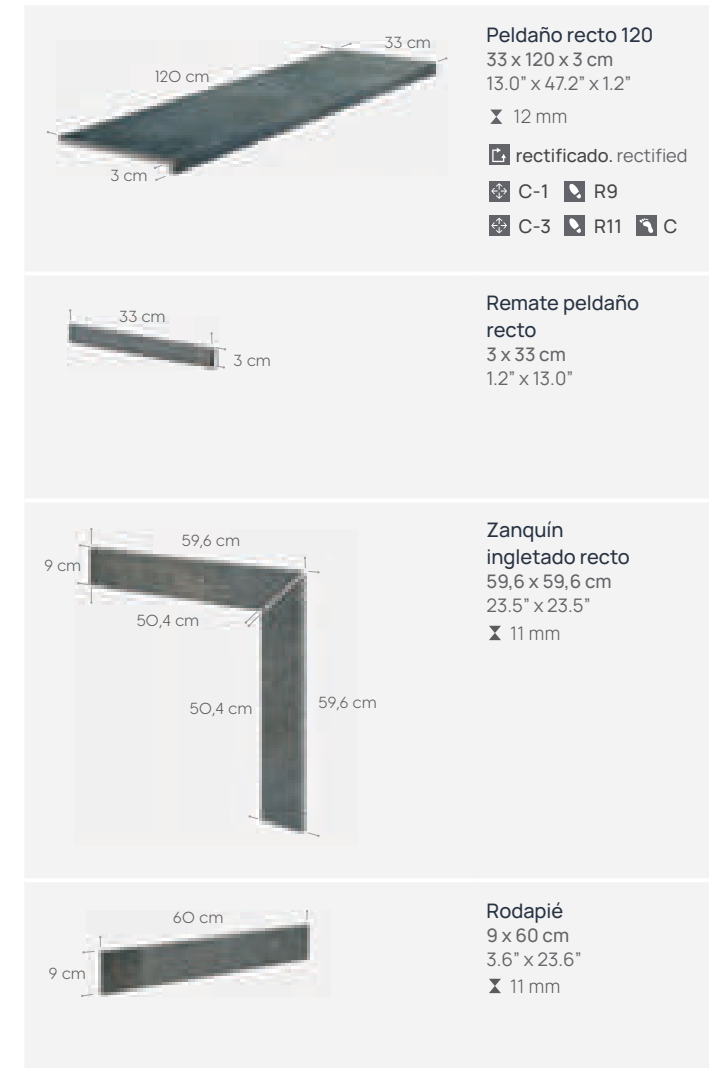 33 cm
120 cm
3 cm
Peldaño recto 120
33 x 120 x 3 cm
13.0” x 47.2” x 1.2”
12 mm
rectificado. rectified
C-1 R9
C-3 R11 C
33 cm
3 cm
Remate peldaño
recto
3 x 33 cm
1.2” x 13.0”
59,6 cm
9 cm
50,4 cm
50,4 cm
59,6 cm
Zanquín
ingletado recto
59,6 x 59,6 cm
23.5” x 23.5”
11 mm
60 cm
9 cm
Rodapié
9 x 60 cm
3.6” x 23.6”
11 mm